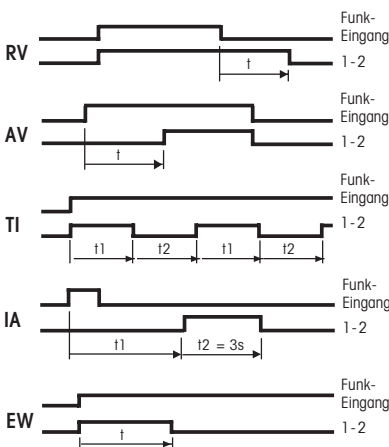 Funk-
Eingang
RV
1-2
t
Funk-
Eingang
AV
1-2
t
Funk-
Eingang
TI
1-2
t1 t2 t1 t2
Funk-
Eingang
IA
1-2
t1 t2 = 3s
Funk-
Eingang
EW
1-2
t